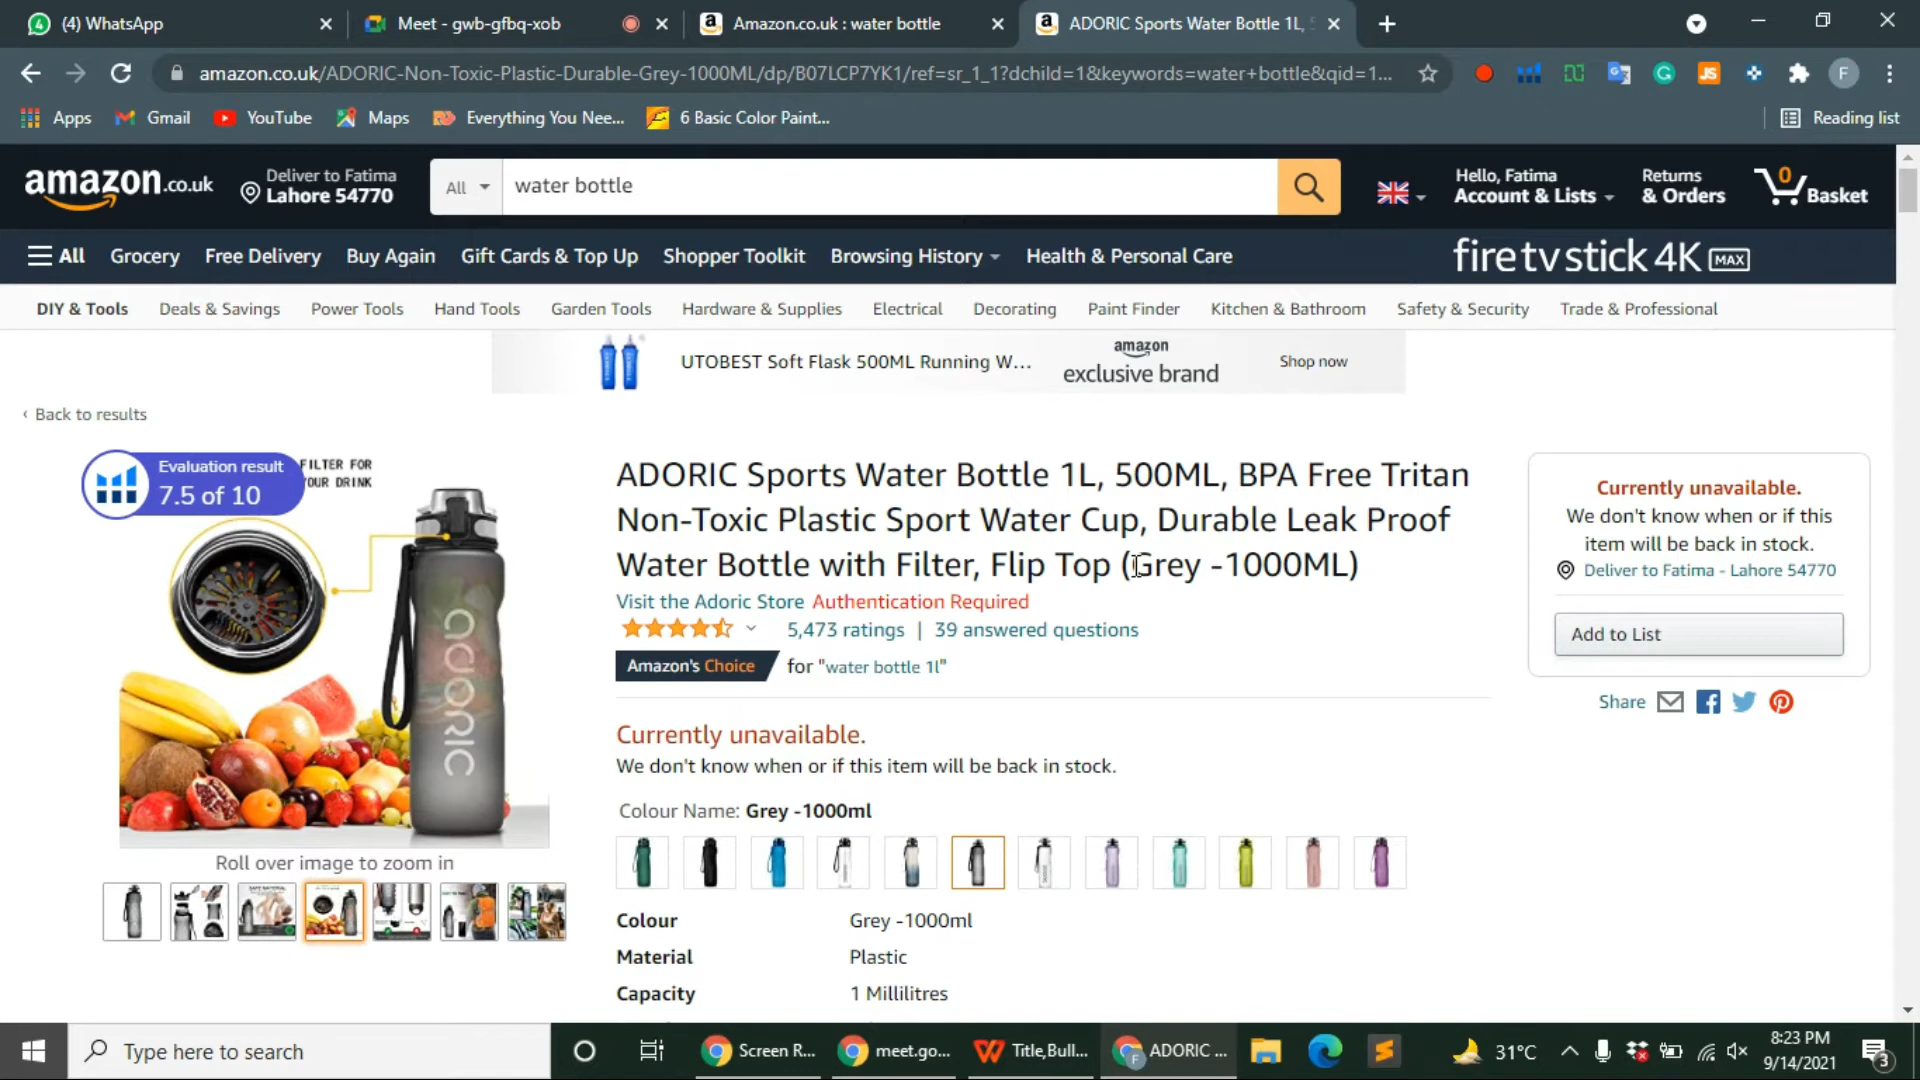 (4) WhatsApp
Meet - gwb-gfbq-xob
Amazon.co.uk : water bottle
ADORIC Sports Water Bottle 1L,
amazon.co.uk/ADORIC-Non-Toxic-Plastic-Durable-Grey-1000ML/dp/B07LCP7YK1/ref=sr_1_1?dchild=1&keywords=water+bottle&qid=1...
Apps
Gmail
YouTube
Maps
Everything You Nee...
6 Basic Color Paint...
Reading list
amazon.co.uk
Deliver to Fatima
Lahore 54770
All
water bottle
Hello, Fatima
Account & Lists
Returns
& Orders
0
Basket
All
Grocery
Free Delivery
Buy Again
Gift Cards & Top Up
Shopper Toolkit
Browsing History
Health & Personal Care
fire tv stick 4K MAX
DIY & Tools
Deals & Savings
Power Tools
Hand Tools
Garden Tools
Hardware & Supplies
Electrical
Decorating
Paint Finder
Kitchen & Bathroom
Safety & Security
Trade & Professional
UTOBEST Soft Flask 500ML Running W...
amazon
exclusive brand
Shop now
‹ Back to results
Evaluation result
7.5 of 10
FILTER FOR
YOUR DRINK
adoric
Roll over image to zoom in
ADORIC Sports Water Bottle 1L, 500ML, BPA Free Tritan
Non-Toxic Plastic Sport Water Cup, Durable Leak Proof
Water Bottle with Filter, Flip Top (Grey -1000ML)
Visit the Adoric Store Authentication Required
5,473 ratings | 39 answered questions
Amazon's Choice for "water bottle 1l"
Currently unavailable.
We don't know when or if this item will be back in stock.
Colour Name: Grey -1000ml
Colour Grey -1000ml
Material Plastic
Capacity 1 Millilitres
Currently unavailable.
We don't know when or if this
item will be back in stock.
Deliver to Fatima - Lahore 54770
Add to List
Share
Type here to search
Screen R...
meet.go...
Title,Bull...
ADORIC ...
31°C
8:23 PM
9/14/2021
3